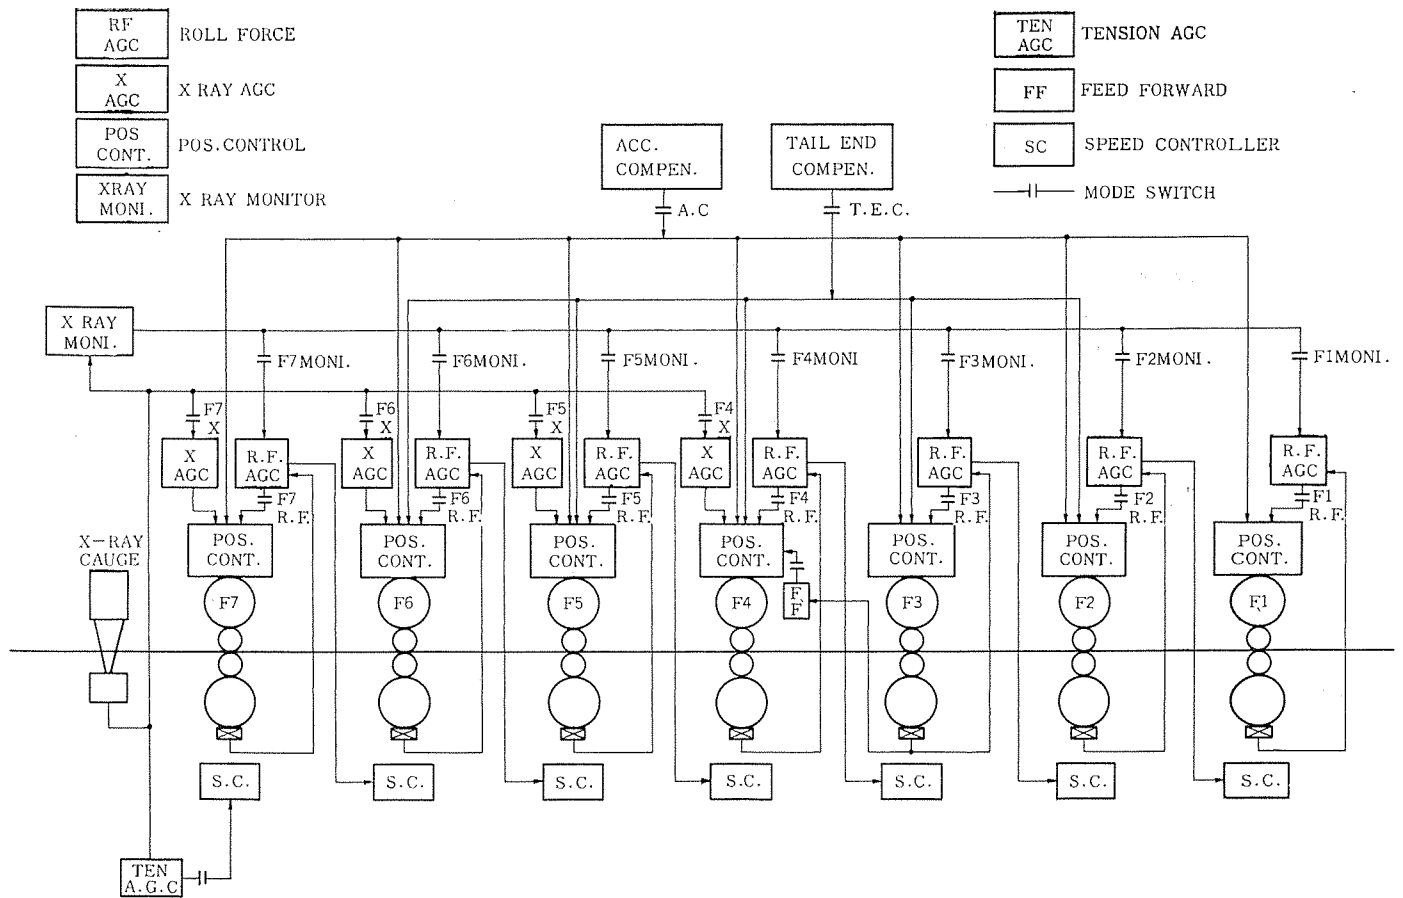 RF
AGC
ROLL FORCE
X
AGC
X RAY AGC
POS
CONT.
POS.CONTROL
XRAY
MONI.
X RAY MONITOR
TEN
AGC
TENSION AGC
FF
FEED FORWARD
SC
SPEED CONTROLLER
MODE SWITCH
ACC.
COMPEN.
TAIL END
COMPEN.
A.C
T.E.C.
X RAY
MONI.
F7MONI.
F6MONI.
F5MONI.
F4MONI
F3MONI.
F2MONI.
F1MONI.
F7
X
F6
X
F5
X
F4
X
X
AGC
R.F.
AGC
X
AGC
R.F.
AGC
X
AGC
R.F.
AGC
X
AGC
R.F.
AGC
R.F.
AGC
R.F.
AGC
R.F.
AGC
F7
R.F.
F6
R.F.
F5
R.F.
F4
R.F.
F3
R.F.
F2
R.F.
F1
R.F.
X-RAY
CAUGE
POS.
CONT.
POS.
CONT.
POS.
CONT.
POS.
CONT.
POS.
CONT.
POS.
CONT.
POS.
CONT.
F.
F
F7
F6
F5
F4
F3
F2
F1
S.C.
S.C.
S.C.
S.C.
S.C.
S.C.
S.C.
TEN
A.G.C